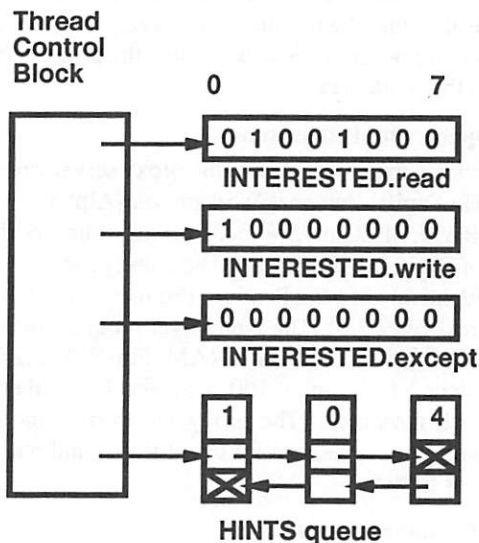 Thread
Control
Block
0 7
0 1 0 0 1 0 0 0
INTERESTED.read
1 0 0 0 0 0 0 0
INTERESTED.write
0 0 0 0 0 0 0 0
INTERESTED.except
1 0 4
HINTS queue